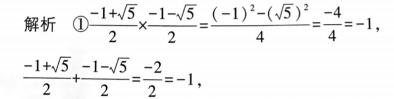 解析 ①$\frac{-1+\sqrt{5}}{2}\times\frac{-1-\sqrt{5}}{2}=\frac{(-1)^2-(\sqrt{5})^2}{4}=\frac{-4}{4}=-1$，
$\frac{-1+\sqrt{5}}{2}+\frac{-1-\sqrt{5}}{2}=\frac{-2}{2}=-1$，